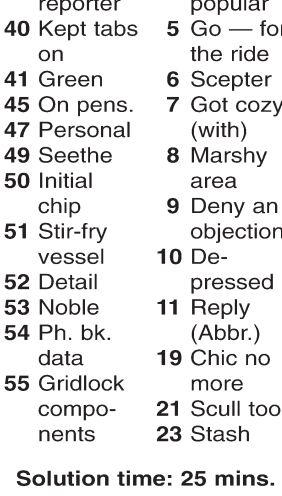 reporter
40 Kept tabs
on
41 Green
45 On pens.
47 Personal
49 Seethe
50 Initial
chip
51 Stir-fry
vessel
52 Detail
53 Noble
54 Ph. bk.
data
55 Gridlock
compo-
nents
popular
5 Go — for
the ride
6 Scepter
7 Got cozy
(with)
8 Marshy
area
9 Deny an
objection
10 De-
pressed
11 Reply
(Abbr.)
19 Chic no
more
21 Scull too
23 Stash
Solution time: 25 mins.